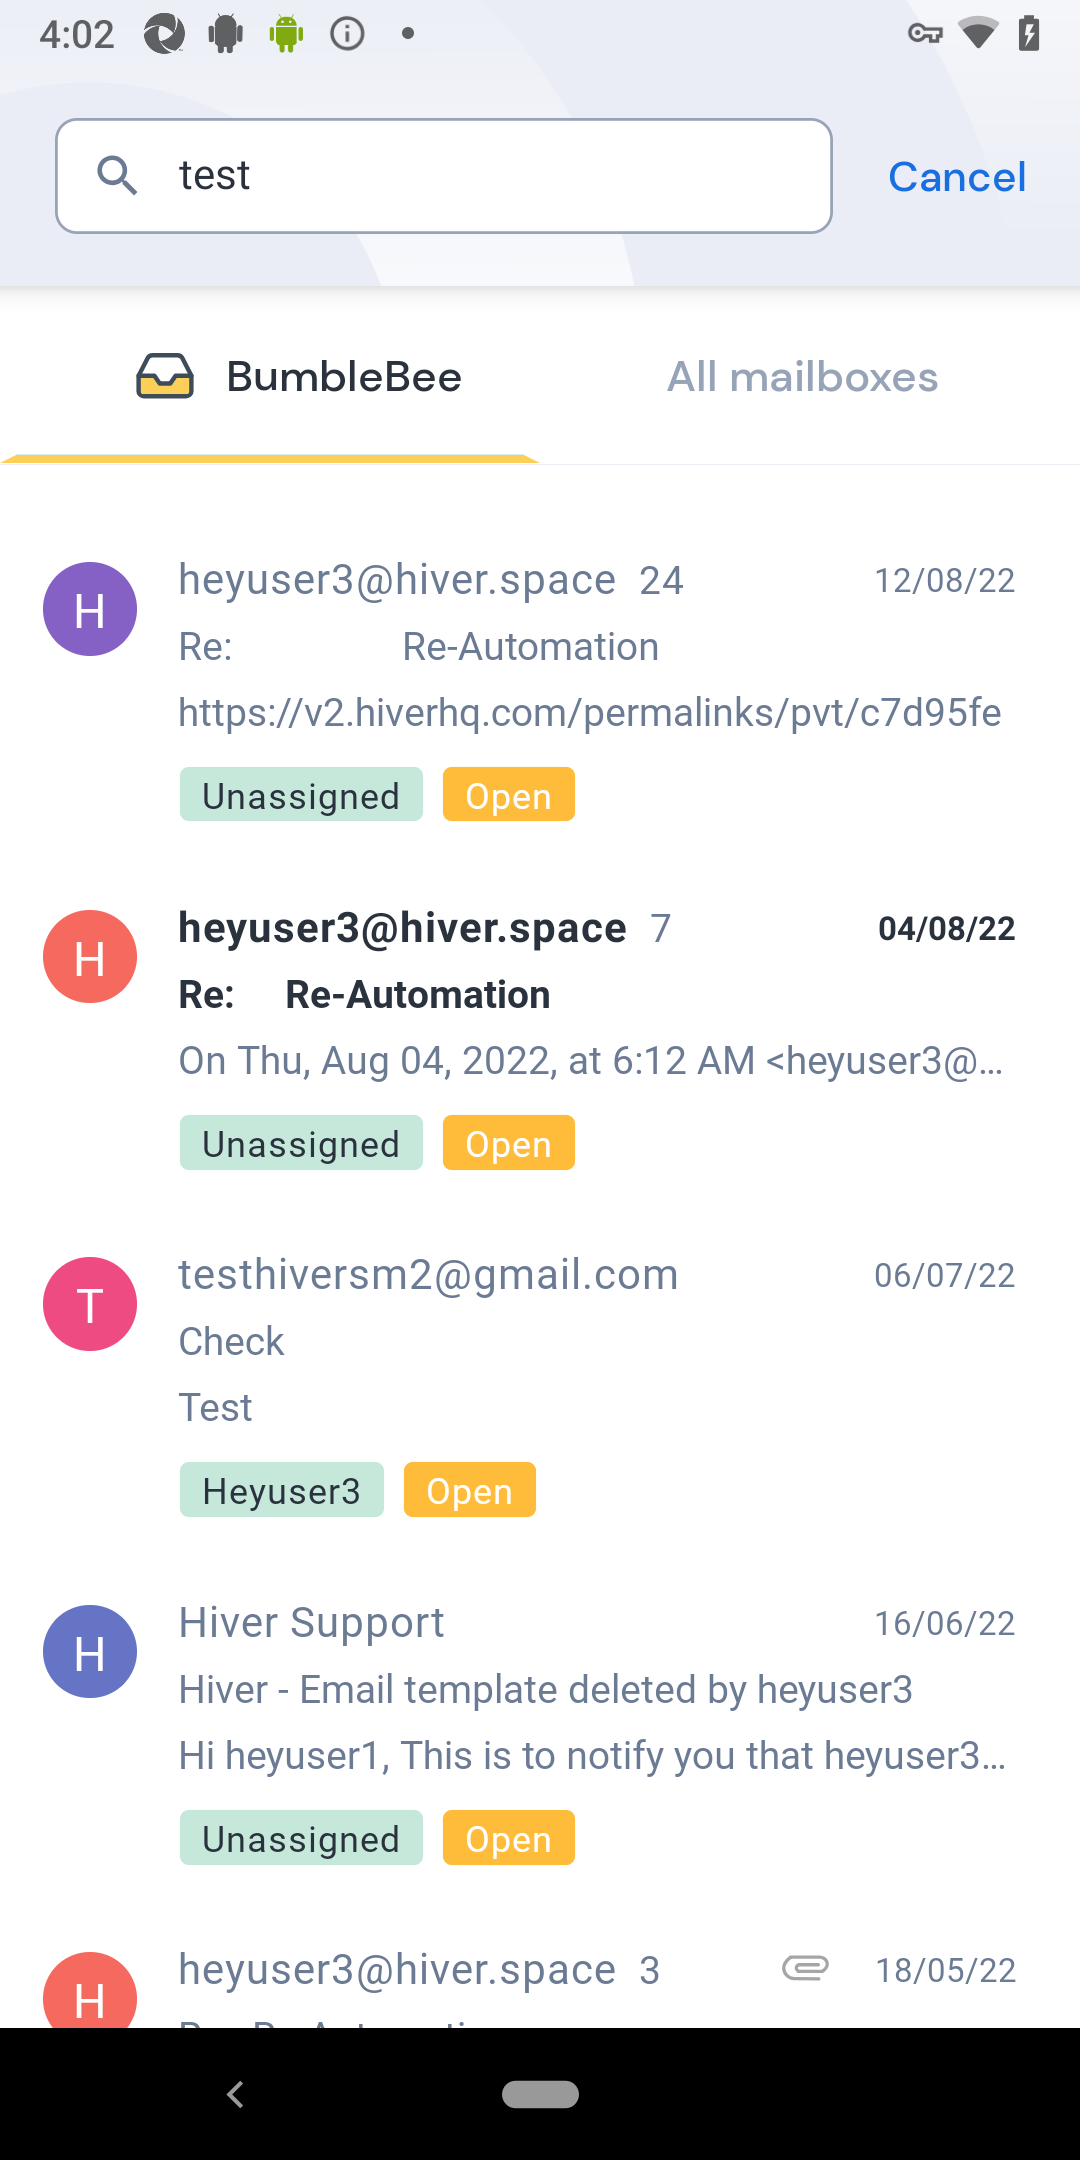 4:02
test
Cancel
BumbleBee
All mailboxes
H
heyuser3@hiver.space 24
12/08/22
Re: Re-Automation
https://v2.hiverhq.com/permalinks/pvt/c7d95fe
Unassigned
Open
H
heyuser3@hiver.space 7
04/08/22
Re: Re-Automation
On Thu, Aug 04, 2022, at 6:12 AM <heyuser3@...
Unassigned
Open
T
testhiversm2@gmail.com
06/07/22
Check
Test
Heyuser3
Open
H
Hiver Support
16/06/22
Hiver - Email template deleted by heyuser3
Hi heyuser1, This is to notify you that heyuser3...
Unassigned
Open
H
heyuser3@hiver.space 3
18/05/22